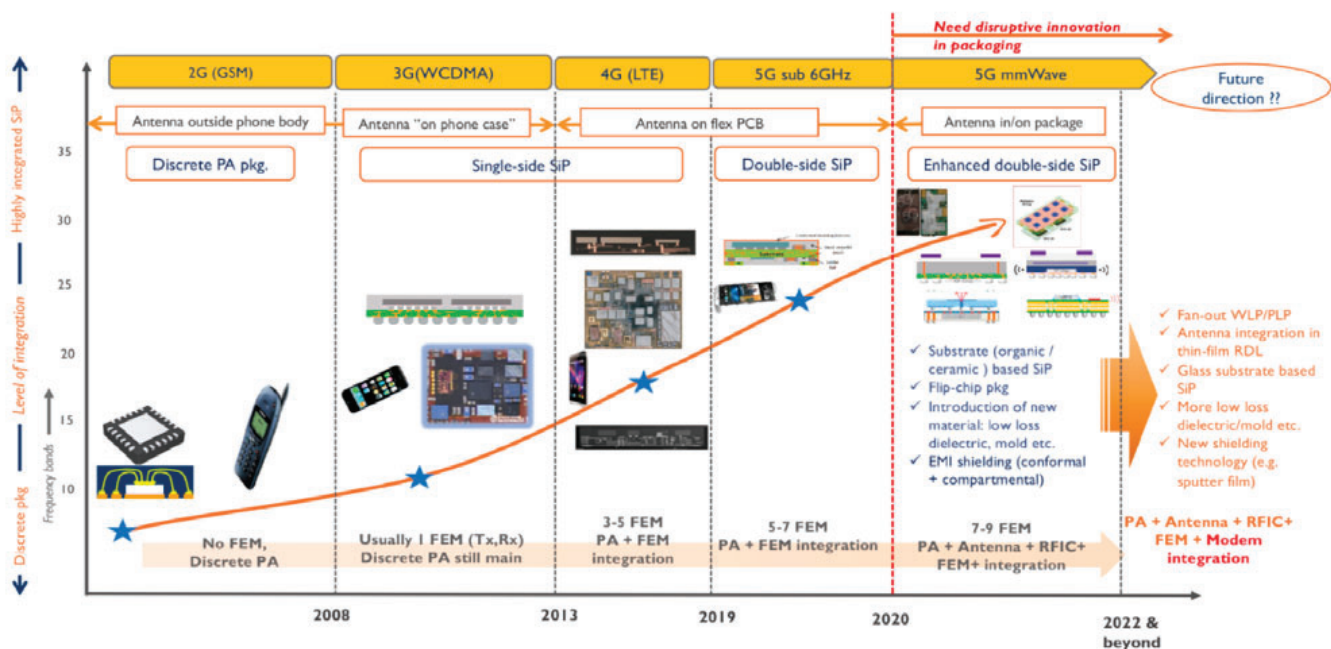 Need disruptive innovation
in packaging
2G (GSM)
3G(WCDMA)
4G (LTE)
5G sub 6GHz
5G mmWave
Future
direction ??
Antenna outside phone body
Antenna "on phone case"
Antenna on flex PCB
Antenna in/on package
Discrete PA pkg.
Single-side SiP
Double-side SiP
Enhanced double-side SiP
Highly integrated SiP
Level of integration
Discrete pkg
Frequency bands
35
30
25
20
15
10
Substrate
✓ Substrate (organic /
ceramic ) based SiP
✓ Flip-chip pkg
✓ Introduction of new
material: low loss
dielectric, mold etc.
✓ EMI shielding (conformal
+ compartmental)
✓ Fan-out WLP/PLP
✓ Antenna integration in
thin-film RDL
✓ Glass substrate based
SiP
✓ More low loss
dielectric/mold etc.
✓ New shielding
technology (e.g.
sputter film)
No FEM,
Discrete PA
Usually 1 FEM (Tx,Rx)
Discrete PA still main
3-5 FEM
PA + FEM
integration
5-7 FEM
PA + FEM integration
7-9 FEM
PA + Antenna + RFIC+
FEM+ integration
PA + Antenna + RFIC+
FEM + Modem
integration
2008
2013
2019
2020
2022 &
beyond